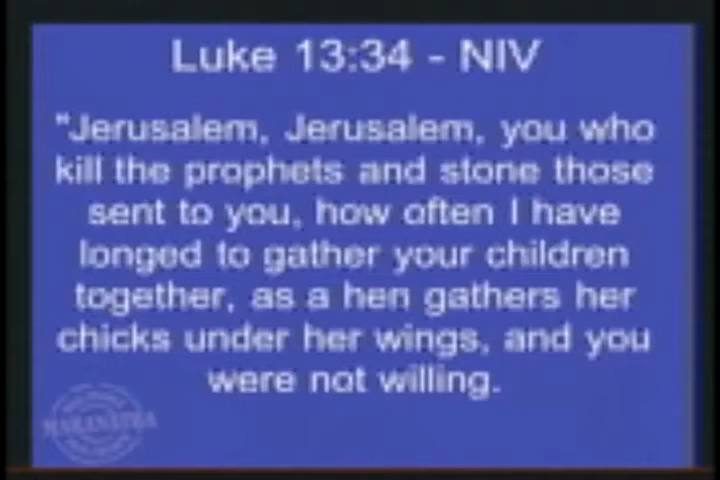 Luke 13:34 - NIV
"Jerusalem, Jerusalem, you who
kill the prophets and stone those
sent to you, how often I have
longed to gather your children
together, as a hen gathers her
chicks under her wings, and you
were not willing.
MARANATHA